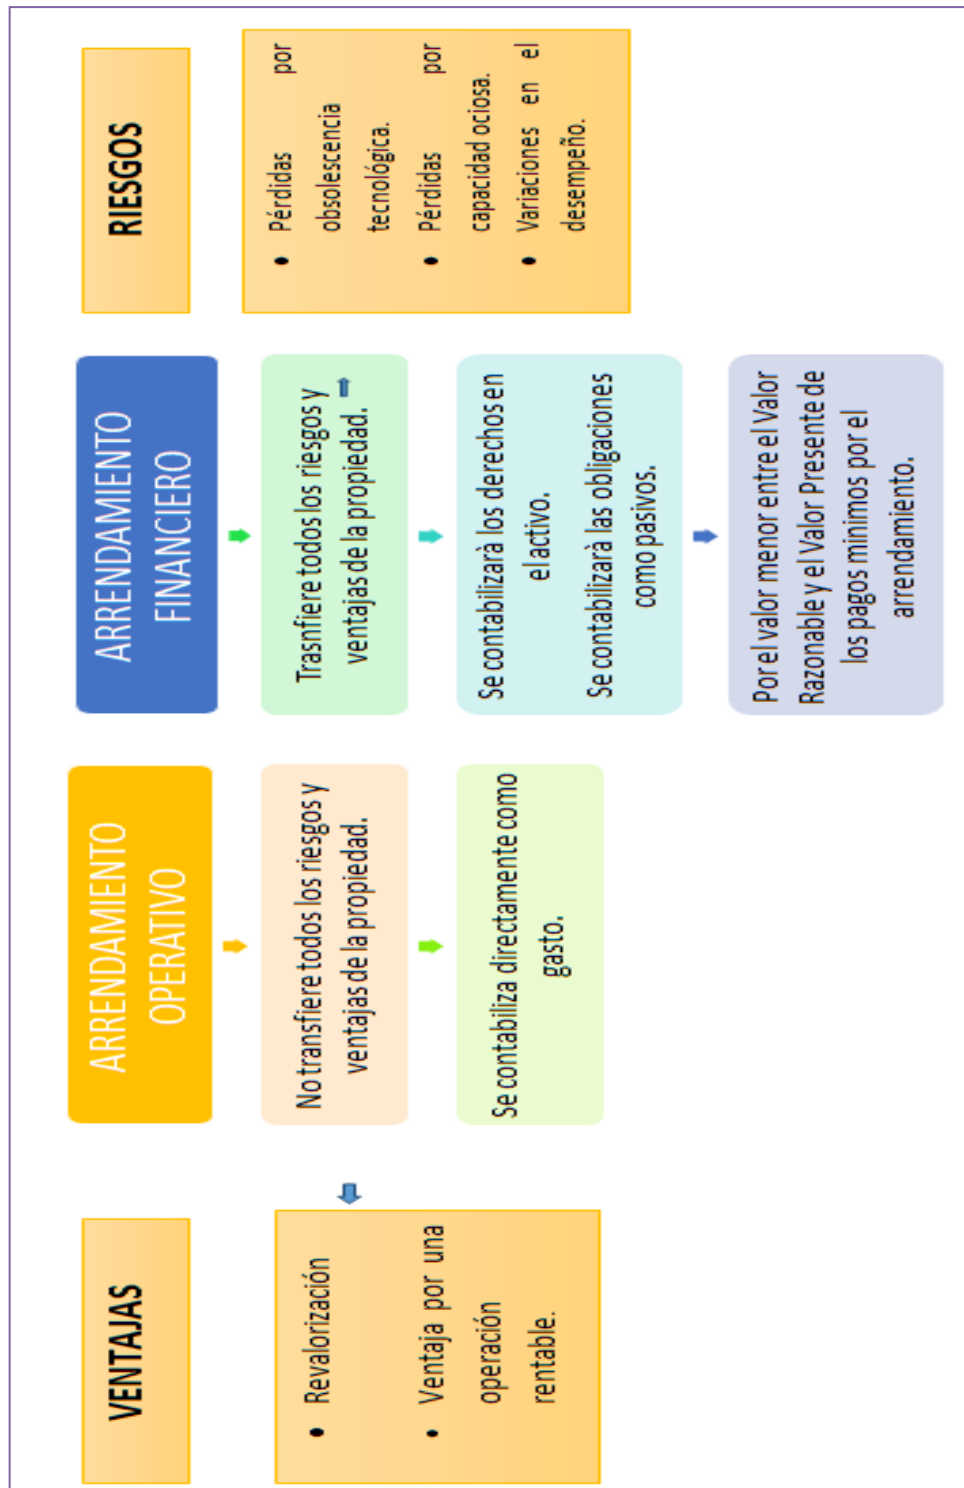 VENTAJAS
• Revalorización
• Ventaja por una
operación
rentable.
ARRENDAMIENTO
OPERATIVO
No transfiere todos los riesgos y
ventajas de la propiedad.
Se contabiliza directamente como
gasto.
ARRENDAMIENTO
FINANCIERO
Trasnfiere todos los riesgos y
ventajas de la propiedad.
Se contabilizarà los derechos en
el activo.
Se contabilizarà las obligaciones
como pasivos.
Por el valor menor entre el Valor
Razonable y el Valor Presente de
los pagos minimos por el
arrendamiento.
RIESGOS
• Pérdidas por
obsolescencia
tecnológica.
• Pérdidas por
capacidad ociosa.
• Variaciones en el
desempeño.